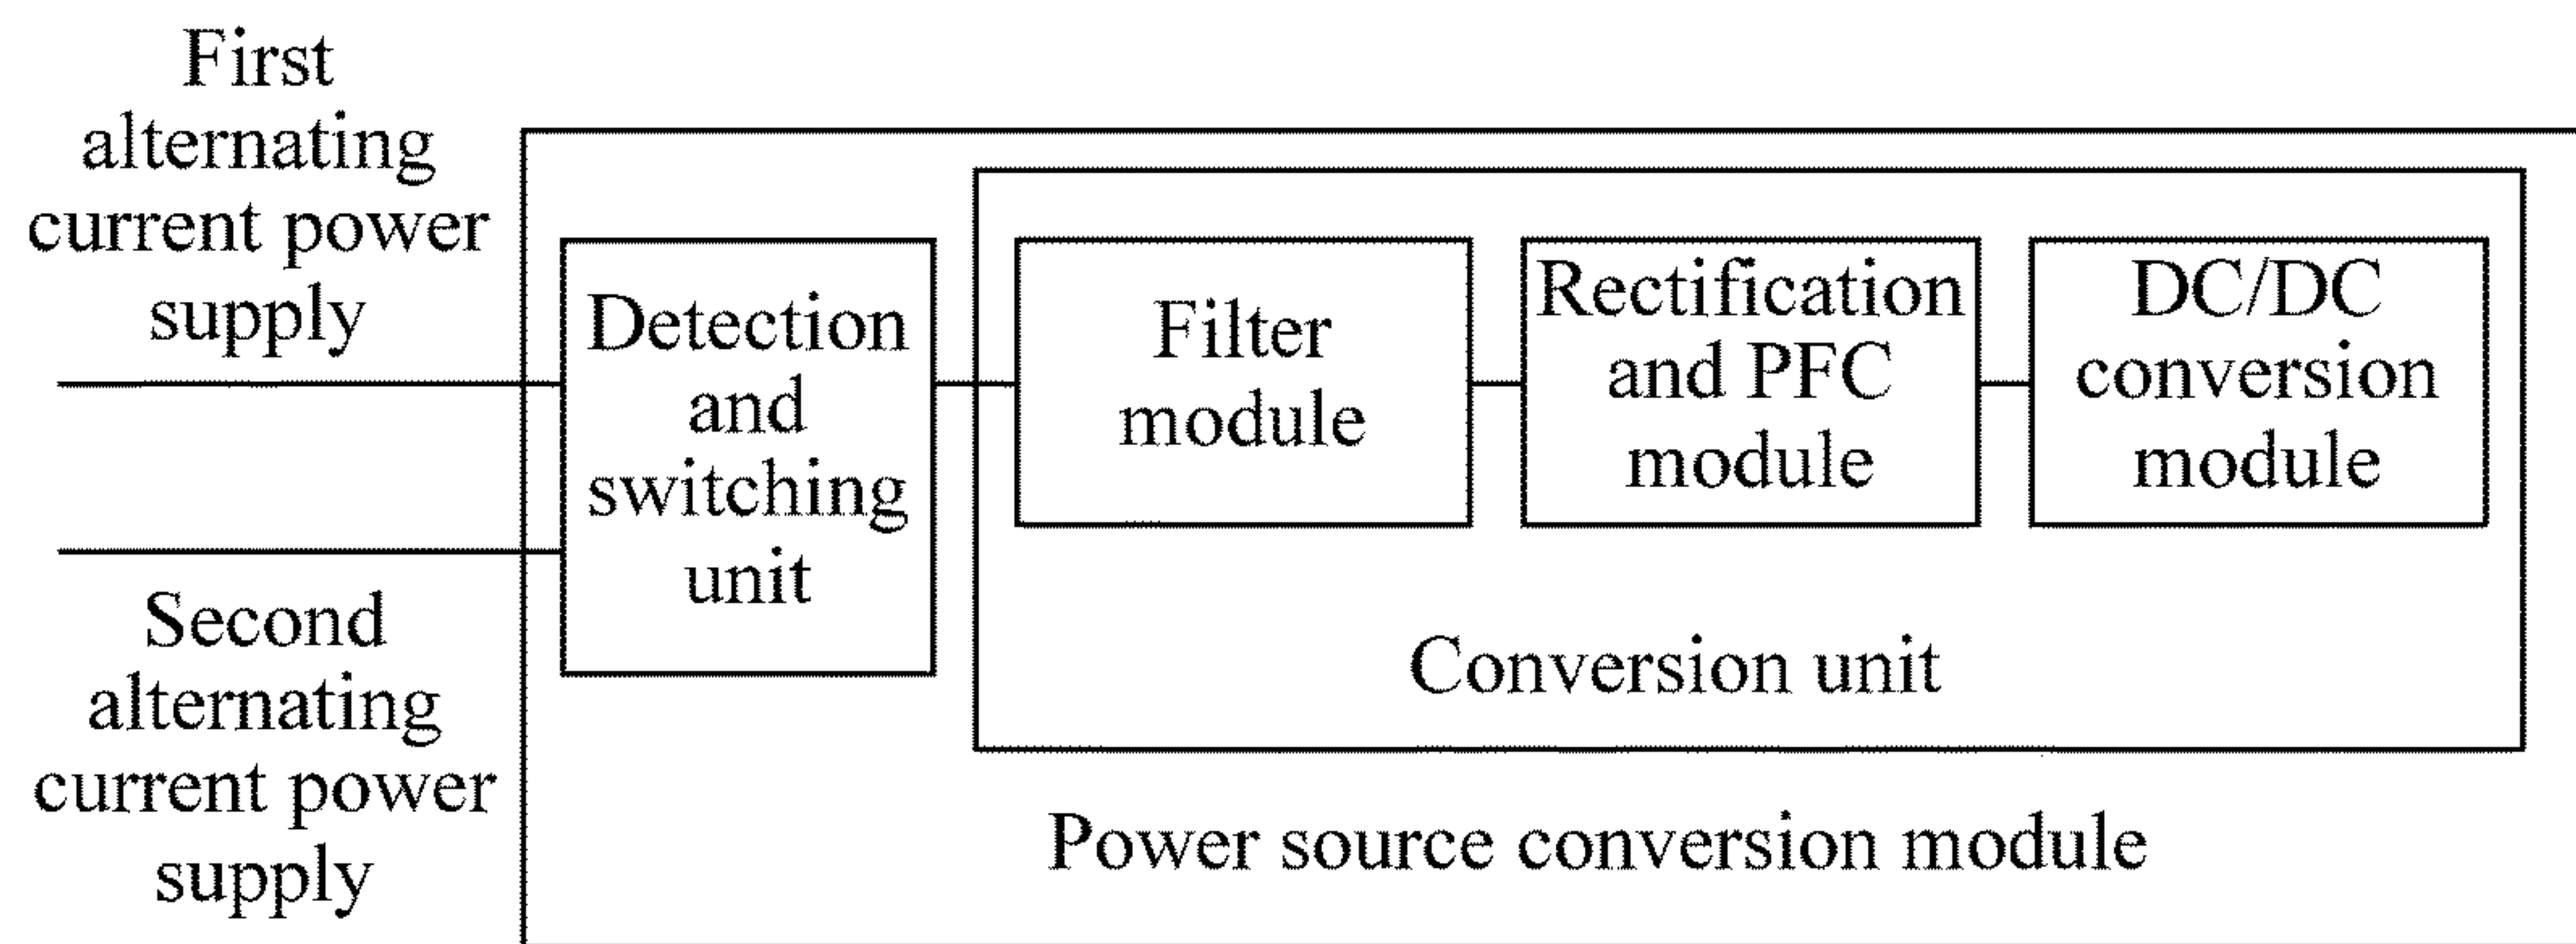 First
alternating
current power
supply
Detection
and
switching
unit
Filter
module
Rectification
and PFC
module
DC/DC
conversion
module
Conversion unit
Second
alternating
current power
supply
Power source conversion module